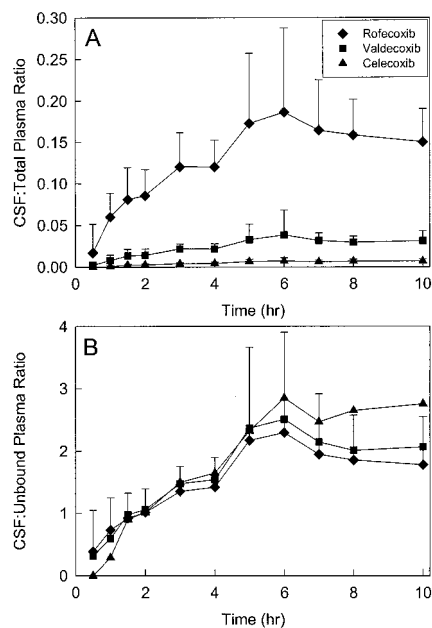 A
Rofecoxib
Valdecoxib
Celecoxib
CSF:Total Plasma Ratio
0.30
0.25
0.20
0.15
0.10
0.05
0.00
0 2 4 6 8 10
Time (hr)
B
CSF:Unbound Plasma Ratio
4
3
2
1
0
0 2 4 6 8 10
Time (hr)